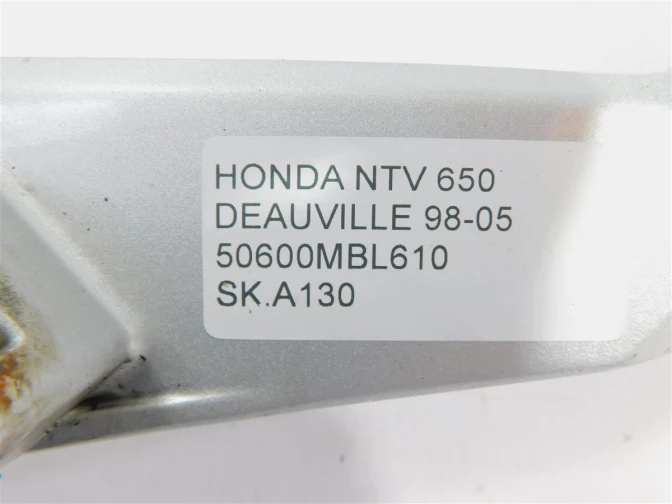 HONDA NTV 650
DEAUVILLE 98-05
50600MBL610
SK.A130